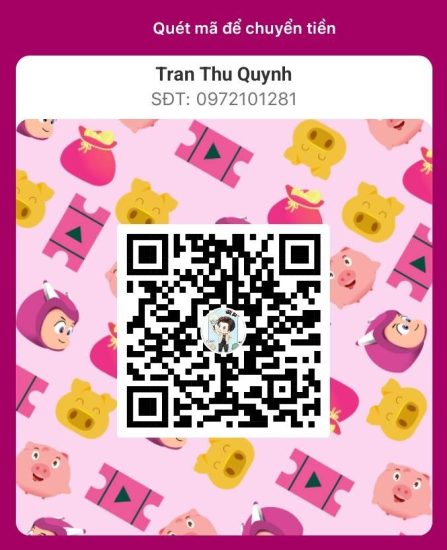 Quét mã để chuyển tiền
Tran Thu Quynh
SĐT: 0972101281